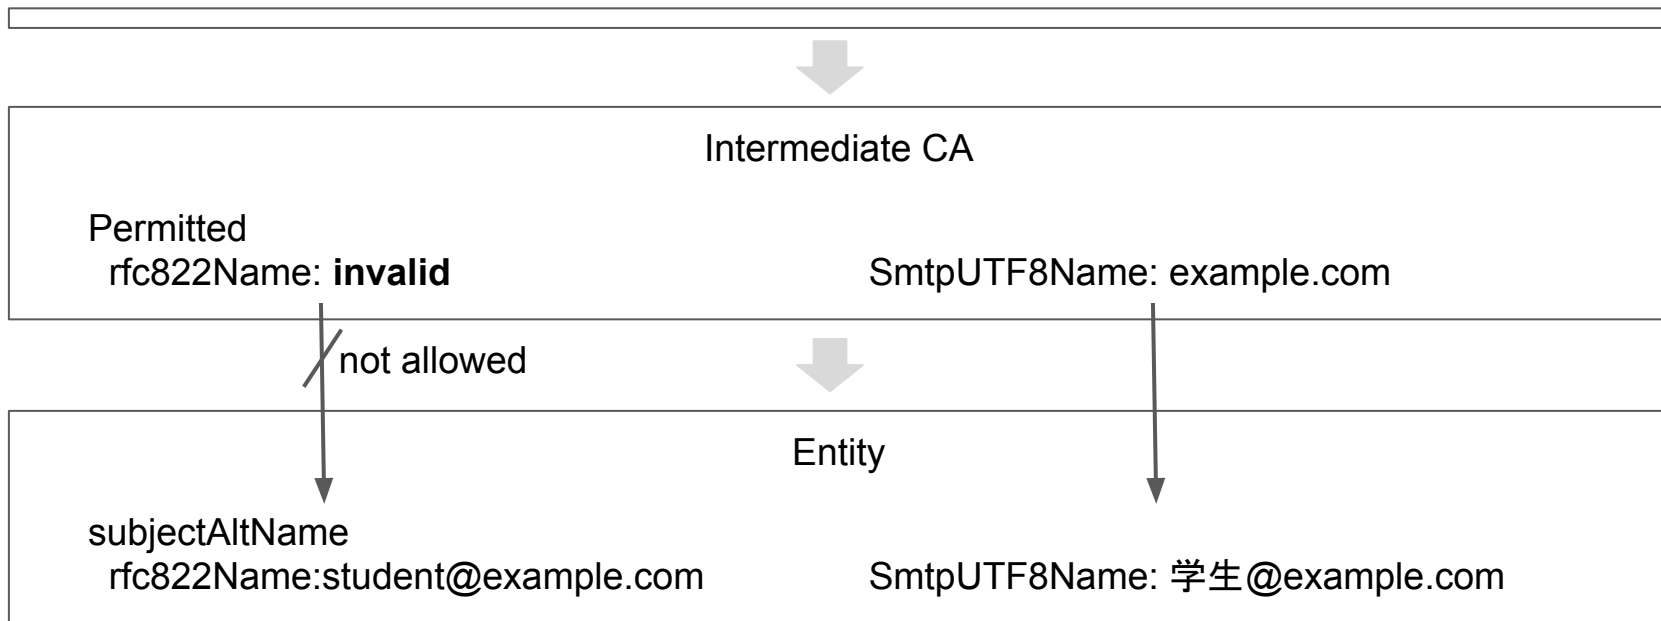 Intermediate CA
Permitted
rfc822Name: invalid
SmtpUTF8Name: example.com
not allowed
Entity
subjectAltName
rfc822Name:student@example.com
SmtpUTF8Name: 学生@example.com